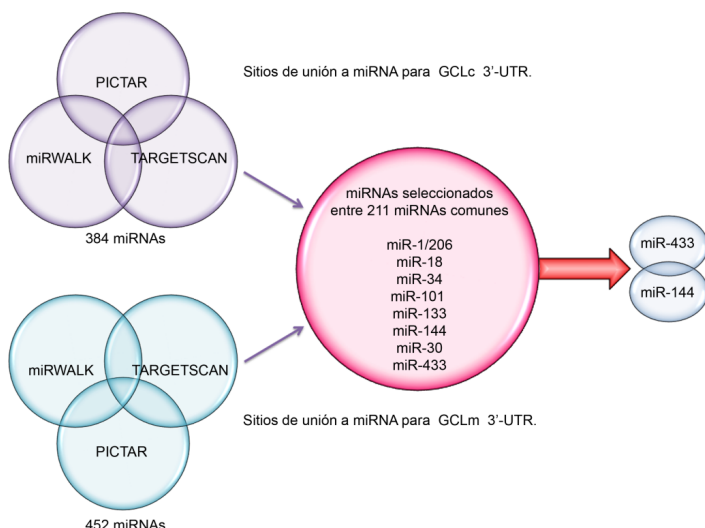 PICTAR
Sitios de unión a miRNA para GCLc 3’-UTR.
miRWALK
TARGETSCAN
384 miRNAs
miRNAs seleccionados
entre 211 miRNAs comunes
miR-1/206
miR-18
miR-34
miR-101
miR-133
miR-144
miR-30
miR-433
miR-433
miR-144
miRWALK
TARGETSCAN
PICTAR
Sitios de unión a miRNA para GCLm 3’-UTR.
452 miRNAs